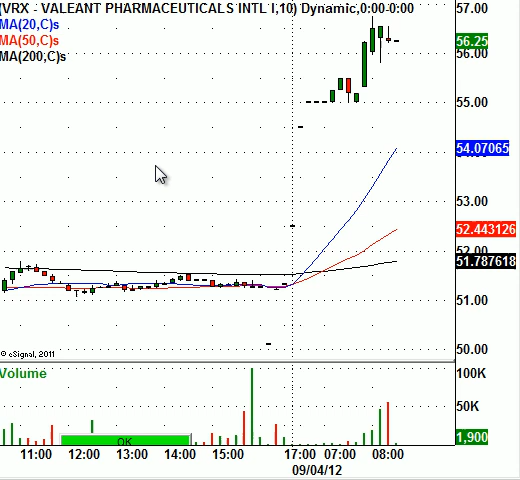 (VRX - VALEANT PHARMACEUTICALS INTL I,10) Dynamic,0:00-0:00
MA(20,C)s
MA(50,C)s
MA(200,C)s
57.00
56.25
56.00
55.00
54.07065
53.00
52.443126
52.00
51.787618
51.00
50.00
© eSignal, 2011
Volume
100K
50K
1,900
OK
11:00 12:00 13:00 14:00 15:00 17:00 07:00 08:00
09/04/12